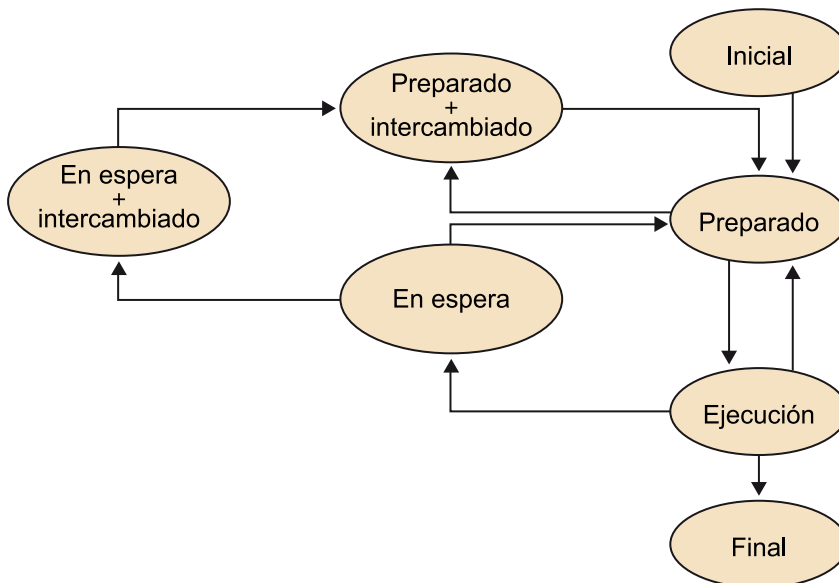 Inicial
Preparado
+
intercambiado
En espera
+
intercambiado
Preparado
En espera
Ejecución
Final